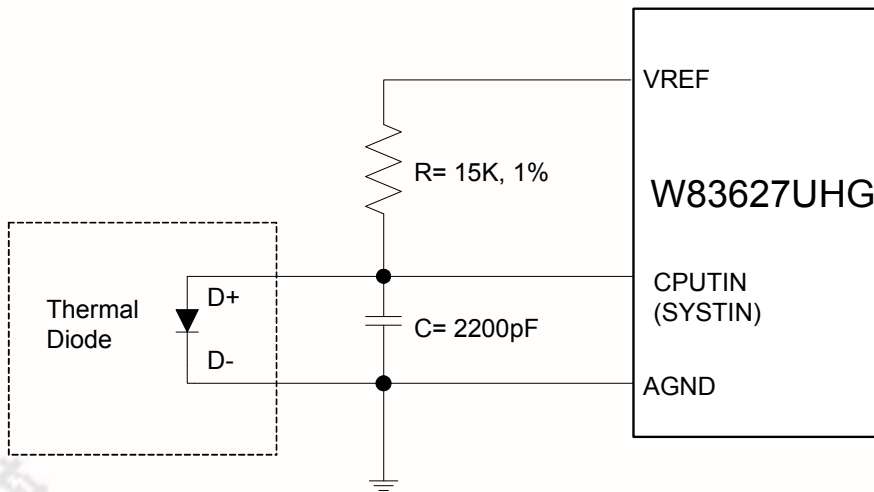 VREF
R= 15K, 1%
W83627UHG
Thermal
Diode
D+
D-
CPUTIN
(SYSTIN)
C= 2200pF
AGND